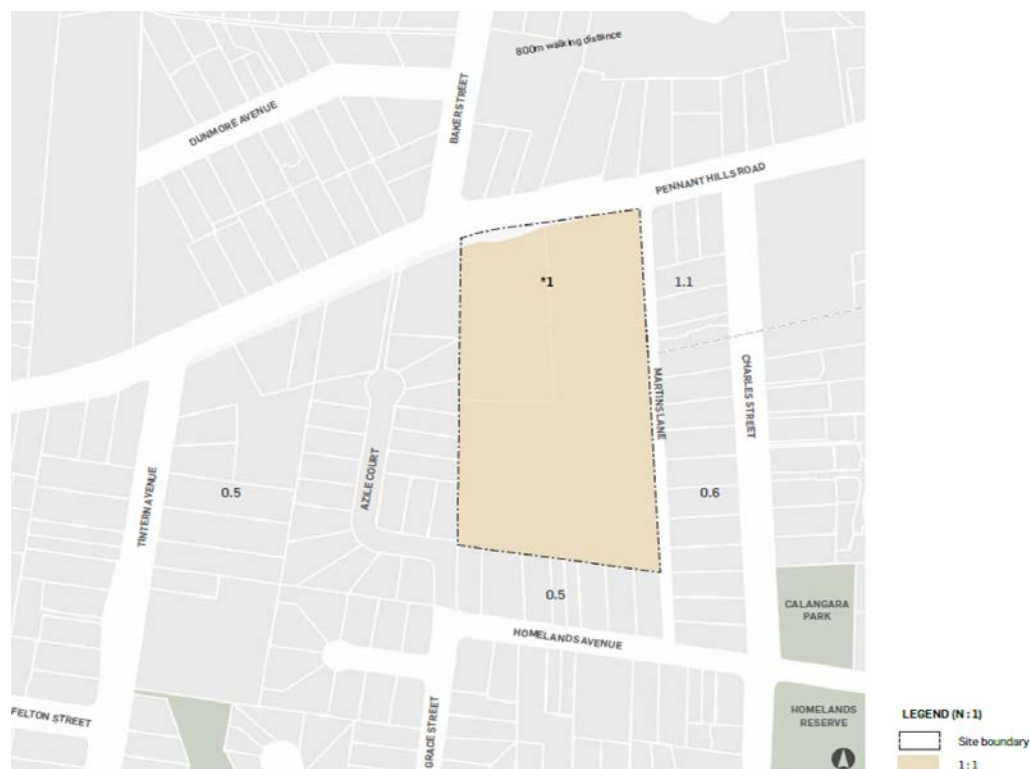 800m walking distance
BAKER STREET
DUNMORE AVENUE
PENNANT HILLS ROAD
*1
1.1
MARTINS LANE
CHARLES STREET
AZILE COURT
TINTERN AVENUE
0.5
0.6
0.5
CALANGARA
PARK
HOMELANDS AVENUE
FELTON STREET
GRACE STREET
HOMELANDS
RESERVE
LEGEND (N : 1)
Site boundary
1 : 1